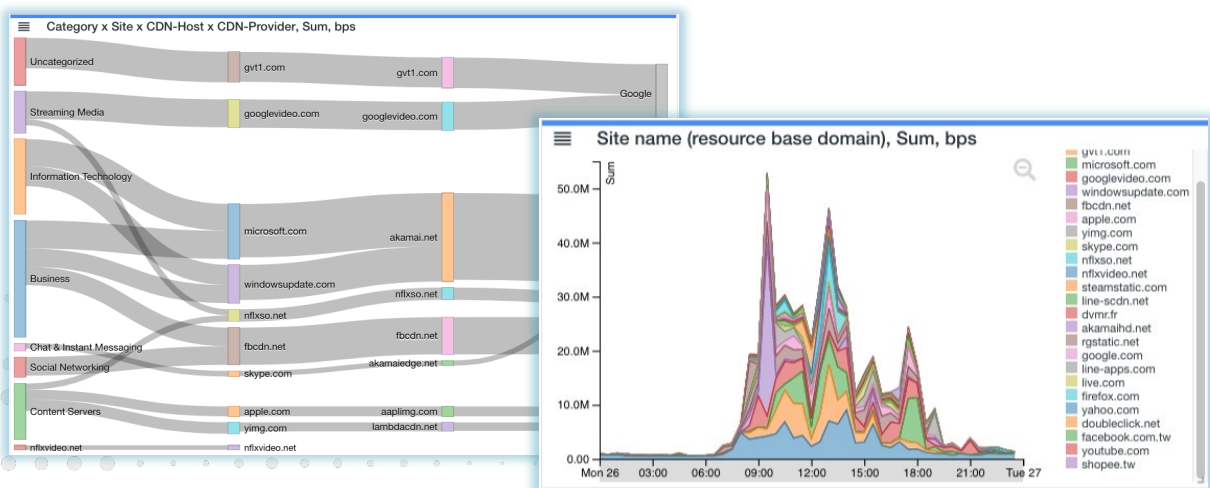 Category x Site x CDN-Host x CDN-Provider, Sum, bps
Uncategorized
gvt1.com
gvt1.com
Google
Streaming Media
googlevideo.com
googlevideo.com
Information Technology
microsoft.com
akamai.net
Business
windowsupdate.com
nflxso.net
nflxso.net
fbcdn.net
fbcdn.net
Chat & Instant Messaging
akamaiedge.net
Social Networking
skype.com
Content Servers
apple.com
aaplimg.com
yimg.com
lambdacdn.net
nflxvideo.net
nflxvideo.net
Site name (resource base domain), Sum, bps
Sum
50.0M
40.0M
30.0M
20.0M
10.0M
0.00
Mon 26
03:00
06:00
09:00
12:00
15:00
18:00
21:00
Tue 27
gvt1.com
microsoft.com
googlevideo.com
windowsupdate.com
fbcdn.net
apple.com
yimg.com
skype.com
nflxso.net
nflxvideo.net
steamstatic.com
line-scdn.net
dvmr.fr
akamaihd.net
rgstatic.net
google.com
line-apps.com
live.com
firefox.com
yahoo.com
doubleclick.net
facebook.com.tw
youtube.com
shopee.tw